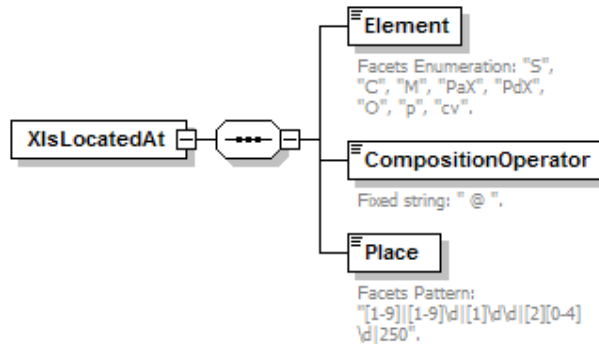 Element
Facets Enumeration: "S",
"C", "M", "PaX", "PdX",
"O", "p", "cv".
XIsLocatedAt
CompositionOperator
Fixed string: " @ ".
Place
Facets Pattern:
"[1-9]|[1-9]\d|[1]\d\d|[2][0-4]
\d|250".